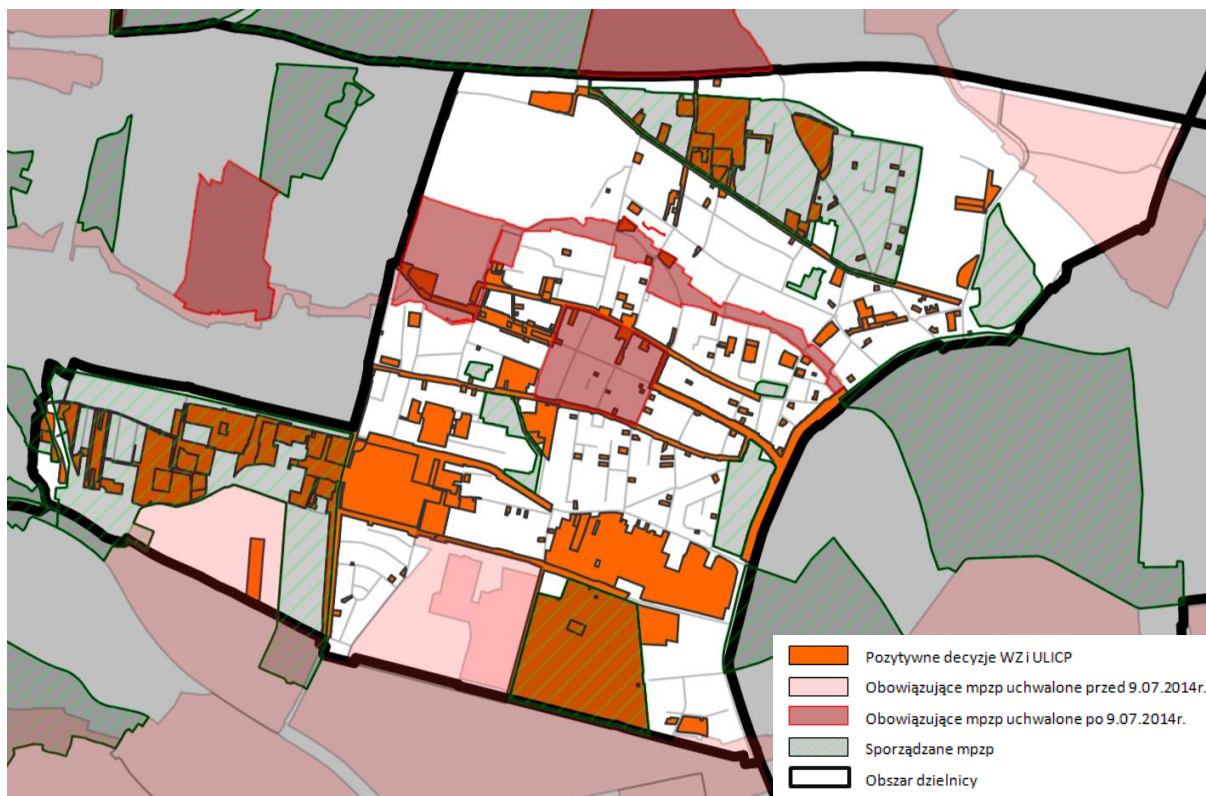 Pozytywne decyzje WZ i ULICP
Obowiązujące mpzp uchwalone przed 9.07.2014r.
Obowiązujące mpzp uchwalone po 9.07.2014r.
Sporządzane mpzp
Obszar dzielnicy